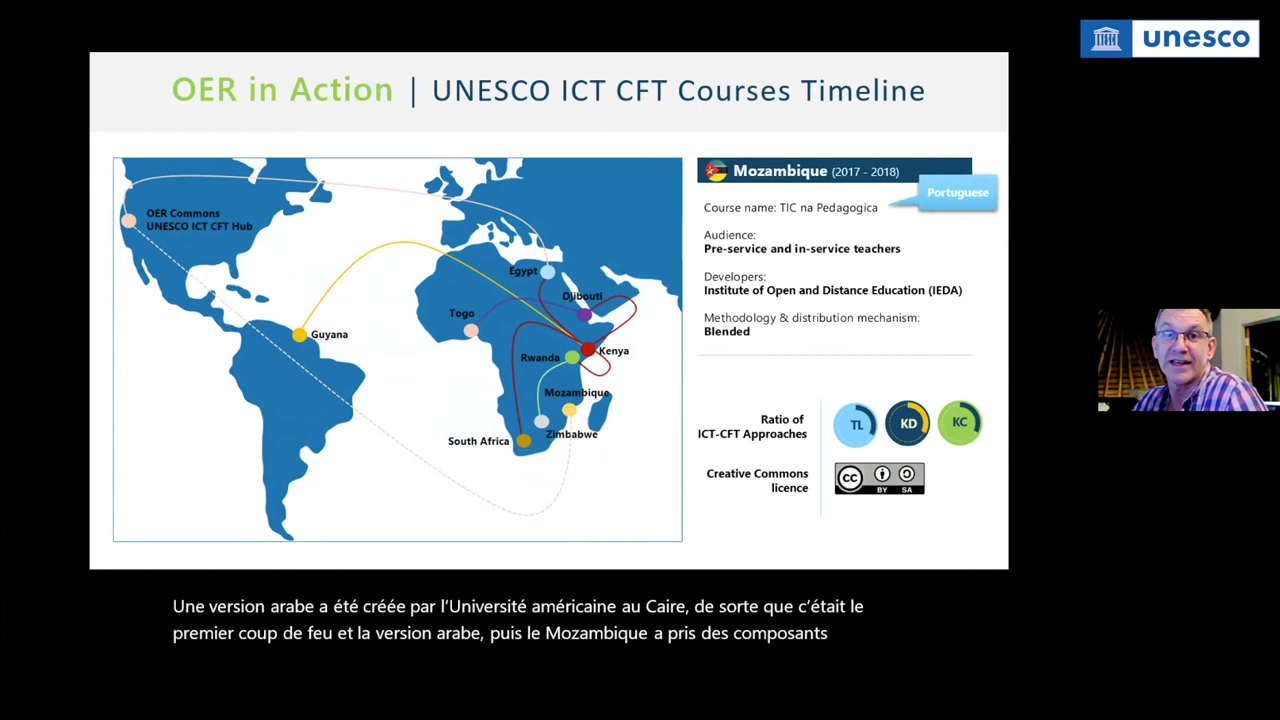 unesco
OER in Action | UNESCO ICT CFT Courses Timeline
OER Commons
UNESCO ICT CFT Hub
Egypt
Djibouti
Togo
Guyana
Kenya
Rwanda
Mozambique
Zimbabwe
South Africa
Mozambique (2017 - 2018)
Portuguese
Course name: TIC na Pedagogica
Audience:
Pre-service and in-service teachers
Developers:
Institute of Open and Distance Education (IEDA)
Methodology & distribution mechanism:
Blended
Ratio of
ICT-CFT Approaches
TL
KD
KC
Creative Commons
licence
CC
BY SA
Une version arabe a été créée par l’Université américaine au Caire, de sorte que c’était le
premier coup de feu et la version arabe, puis le Mozambique a pris des composants